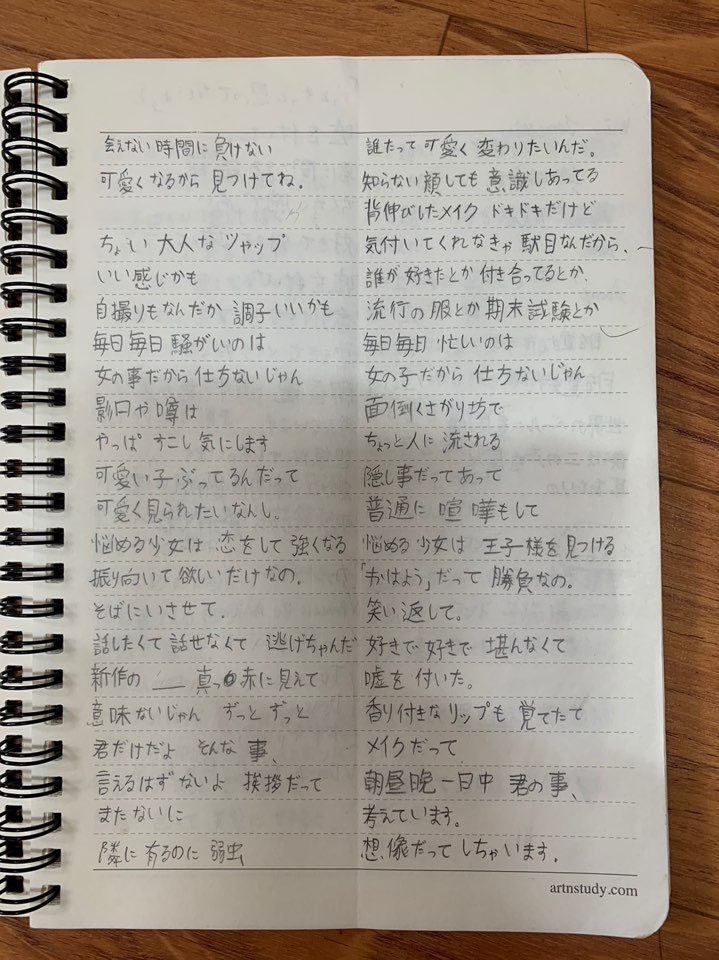 会えない時間に負けない
可愛くなるから 見つけてね.
ちょい 大人な ツャップ
いい感じかも
自撮りもなんだか 調子いいかも
毎日毎日 騒がいのは
女の事だから 仕方ないじゃん
影口や 噂は
やっぱ すこし 気にします
可愛い子ぶってるんだって
可愛く見られたいなんし、
悩める少女は 恋をして 強くなる
振り向いて 欲しいだけなの.
そばにいさせて.
話したくて 話せなくて 逃げちゃんだ
新作の __ 真っ赤に見えて
意味ないじゃん ずっと ずっと
君だけだよ そんな 事、
言えるはずないよ 挨拶だって
またないに
隣に 有るのに 弱虫
誰だって 可愛く 変わりたいんだ。
知らない顔しても 意識しあってる
背伸びしたメイク ドキドキだけど
気付いてくれなきゃ 駄目なんだから、
誰が 好きだとか 付き合ってるとか、
流行の 服とか 期末 試験とか
毎日毎日 忙しいのは
女の子だから 仕方ないじゃん
面倒くさがり坊で
ちょっと人に 流される
隠し事だってあって
普通に 喧嘩もして
悩める 少女は 王子様を見つける
「おはよう」だって 勝負なの。
笑い返して。
好きで 好きで 堪んなくて
嘘を 付いた。
香り付きなリップも 覚てたて
メイクだって
朝昼晩 一日中 君の事、
考えています。
想像だって しちゃいます.
artnstudy.com